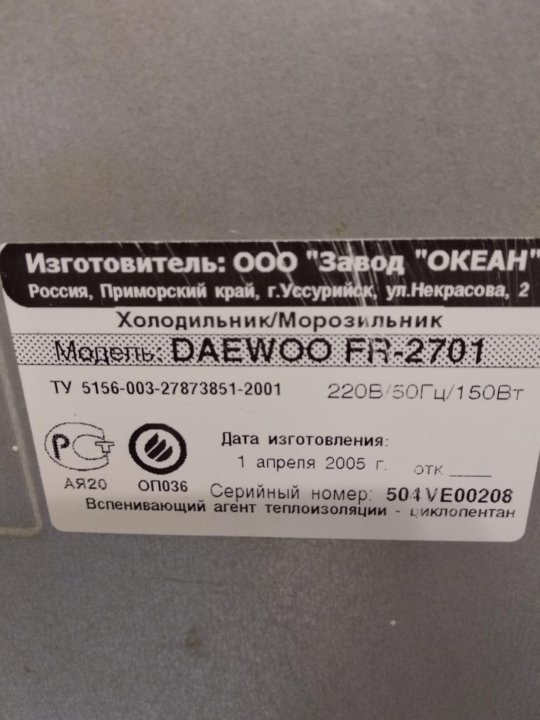 Изготовитель: ООО "Завод "ОКЕАН"
Россия, Приморский край, г.Уссурийск, ул.Некрасова, 2
Холодильник/Морозильник
Модель: DAEWOO FR-2701
ТУ 5156-003-27873851-2001 220В/50Гц/150Вт
РСТ
АЯ20 ОП036
Дата изготовления:
1 апреля 2005 г. ОТК ____
Серийный номер: 504VE00208
Вспенивающий агент теплоизоляции - циклопентан